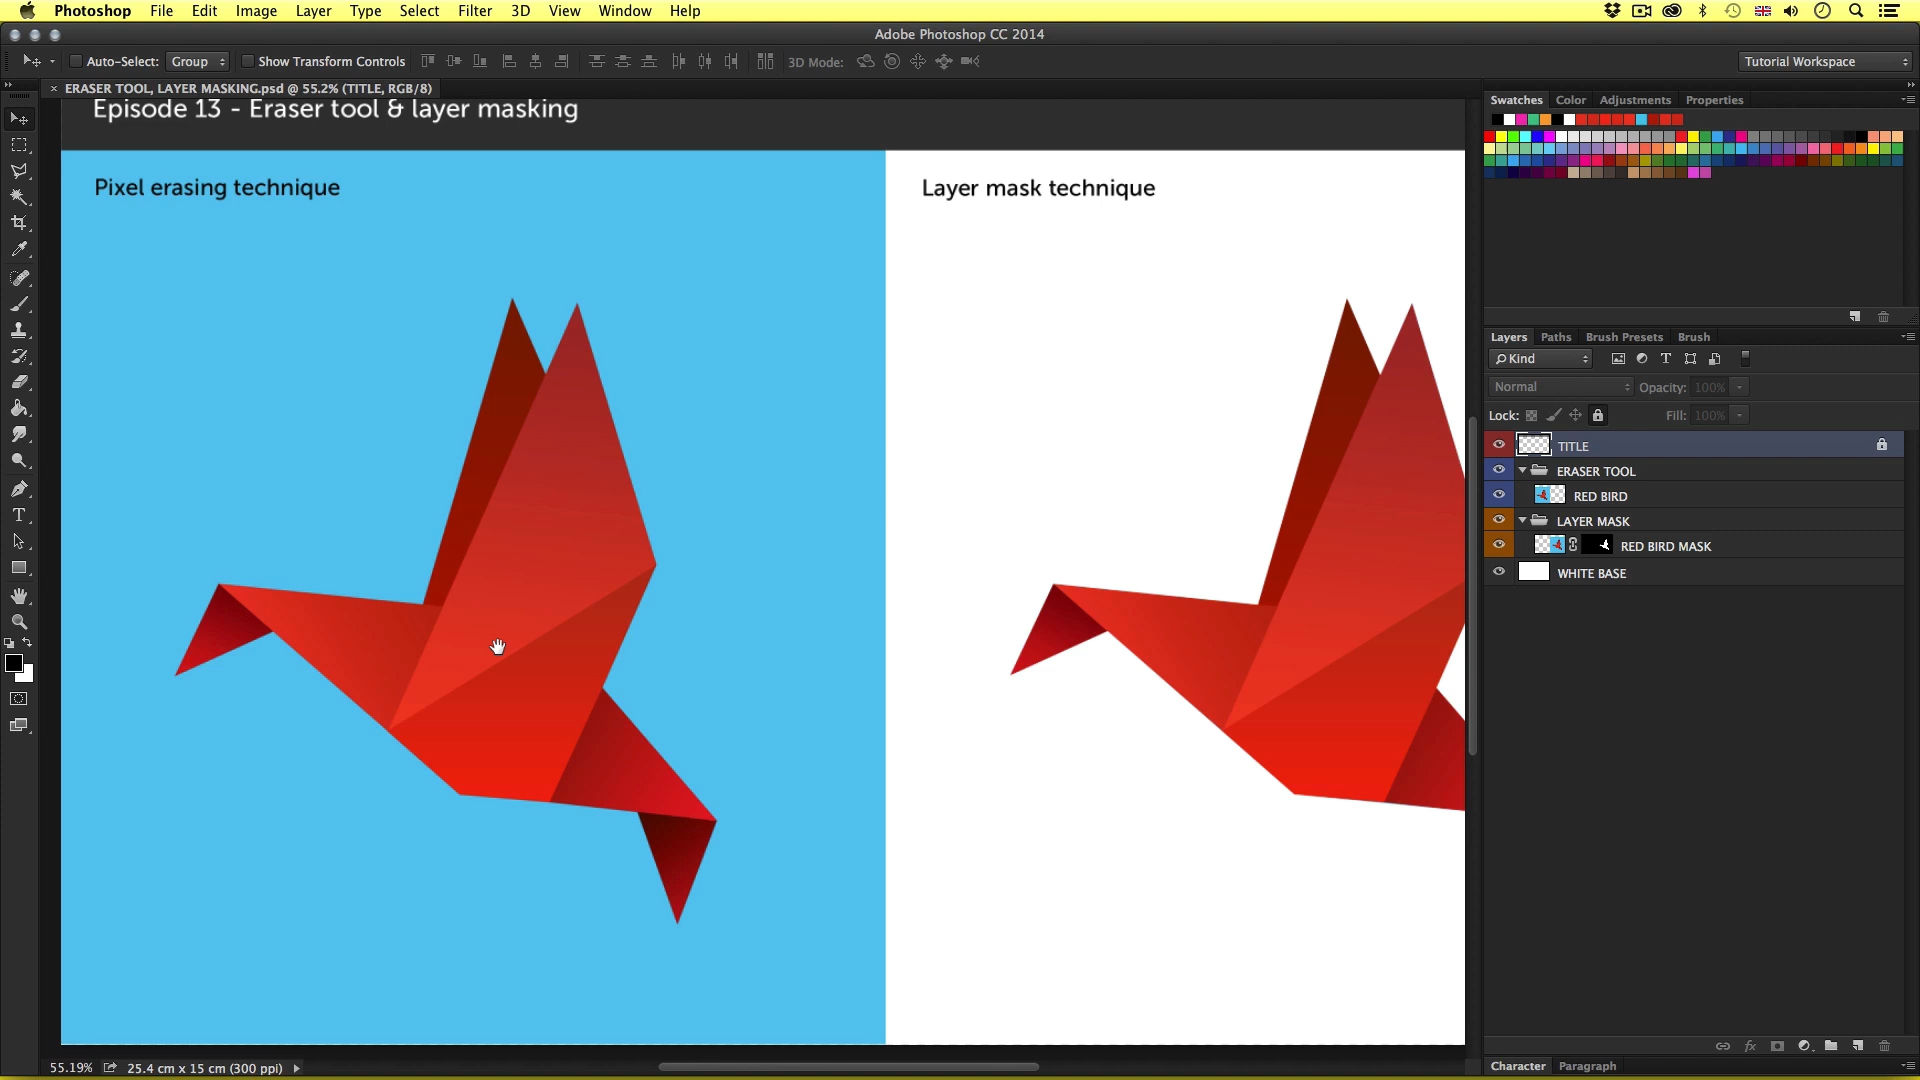 Photoshop File Edit Image Layer Type Select Filter 3D View Window Help
Adobe Photoshop CC 2014
Auto-Select: Group Show Transform Controls 3D Mode: Tutorial Workspace
× ERASER TOOL, LAYER MASKING.psd @ 55.2% (TITLE, RGB/8)
Episode 13 - Eraser tool & layer masking
Pixel erasing technique
Layer mask technique
Swatches Color Adjustments Properties
Layers Paths Brush Presets Brush
Kind
Normal Opacity: 100%
Lock: Fill: 100%
TITLE
ERASER TOOL
RED BIRD
LAYER MASK
RED BIRD MASK
WHITE BASE
fx
Character Paragraph
55.19% 25.4 cm x 15 cm (300 ppi)